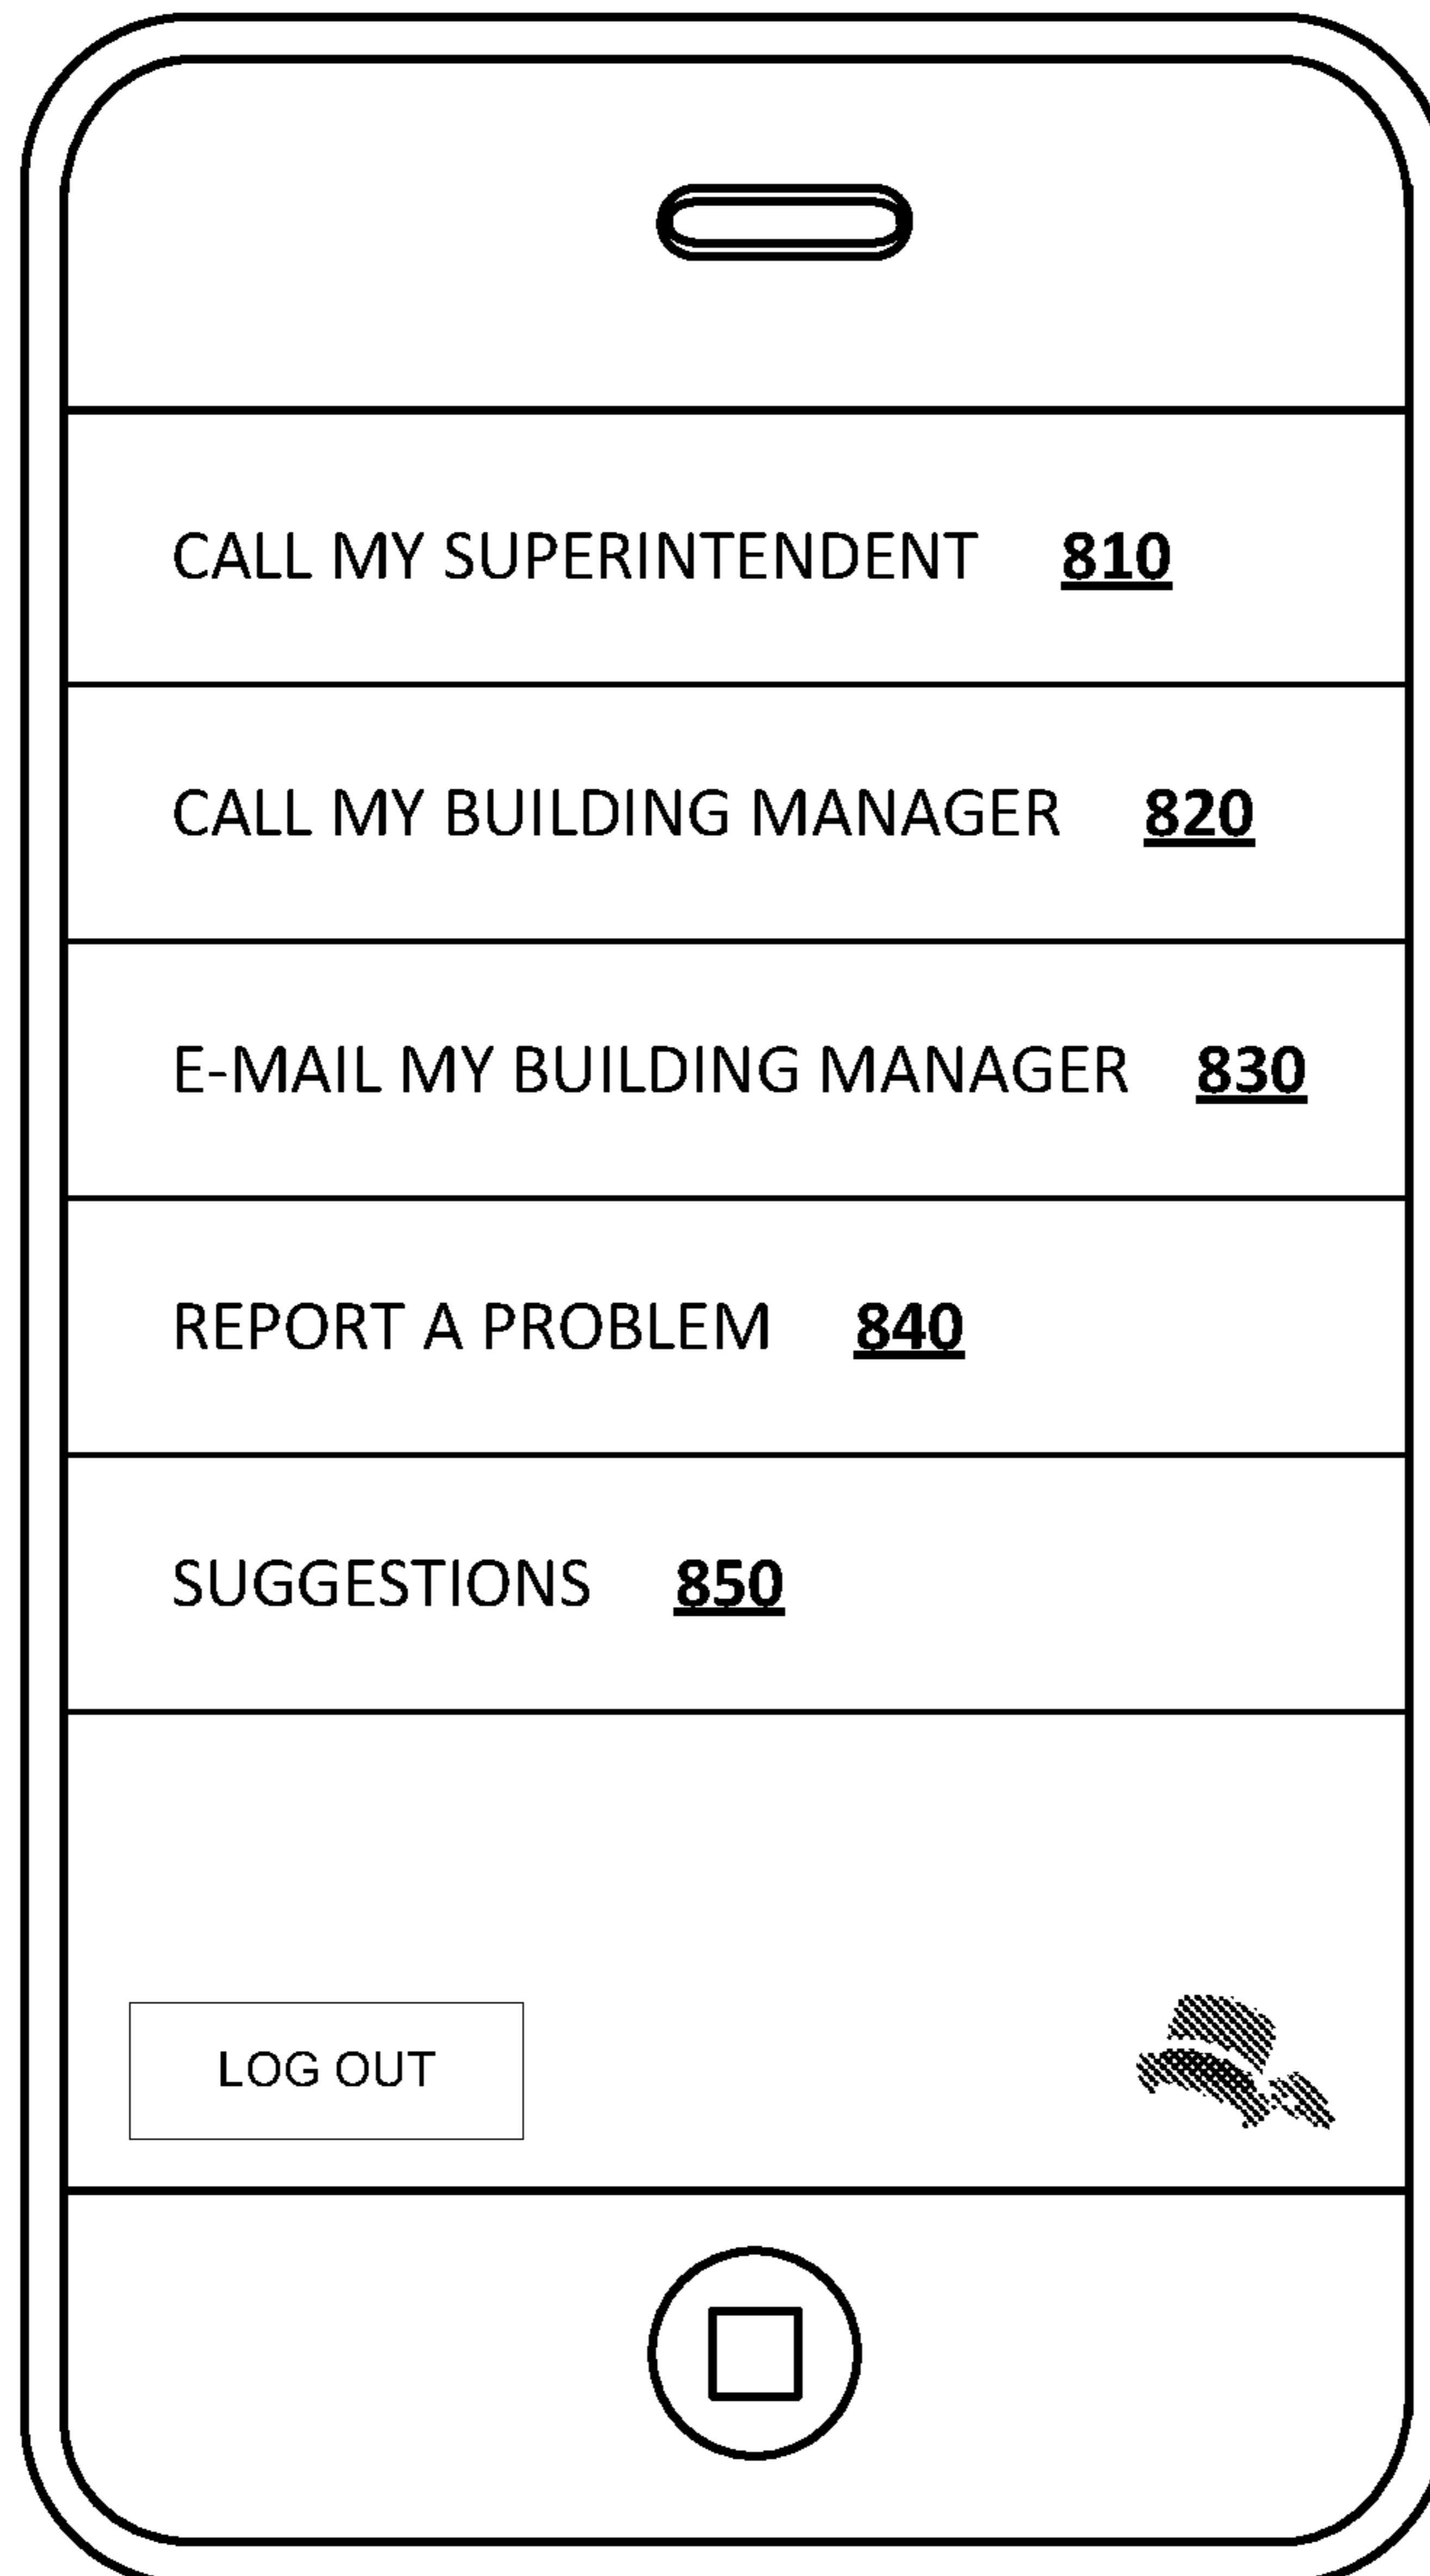 CALL MY SUPERINTENDENT 810
CALL MY BUILDING MANAGER 820
E-MAIL MY BUILDING MANAGER 830
REPORT A PROBLEM 840
SUGGESTIONS 850
LOG OUT